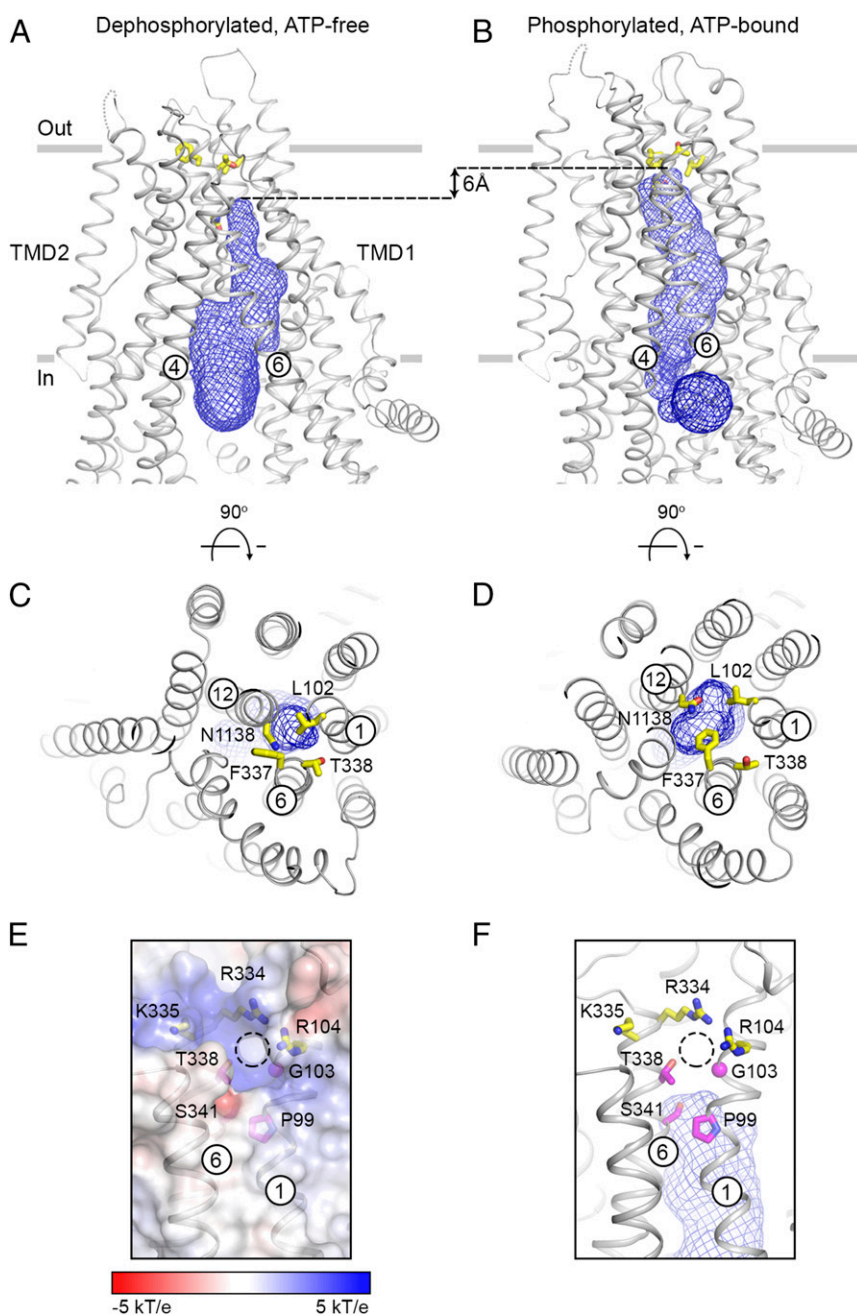 A
Dephosphorylated, ATP-free
B
Phosphorylated, ATP-bound
Out
6Å
TMD2
TMD1
4
6
4
6
In
90°
90°
C
D
12
L102
1
N1138
F337
T338
6
12
L102
N1138
1
F337
T338
6
E
F
R334
K335
R104
T338
G103
S341
P99
6
1
R334
K335
R104
T338
G103
S341
P99
6
1
-5 kT/e
5 kT/e